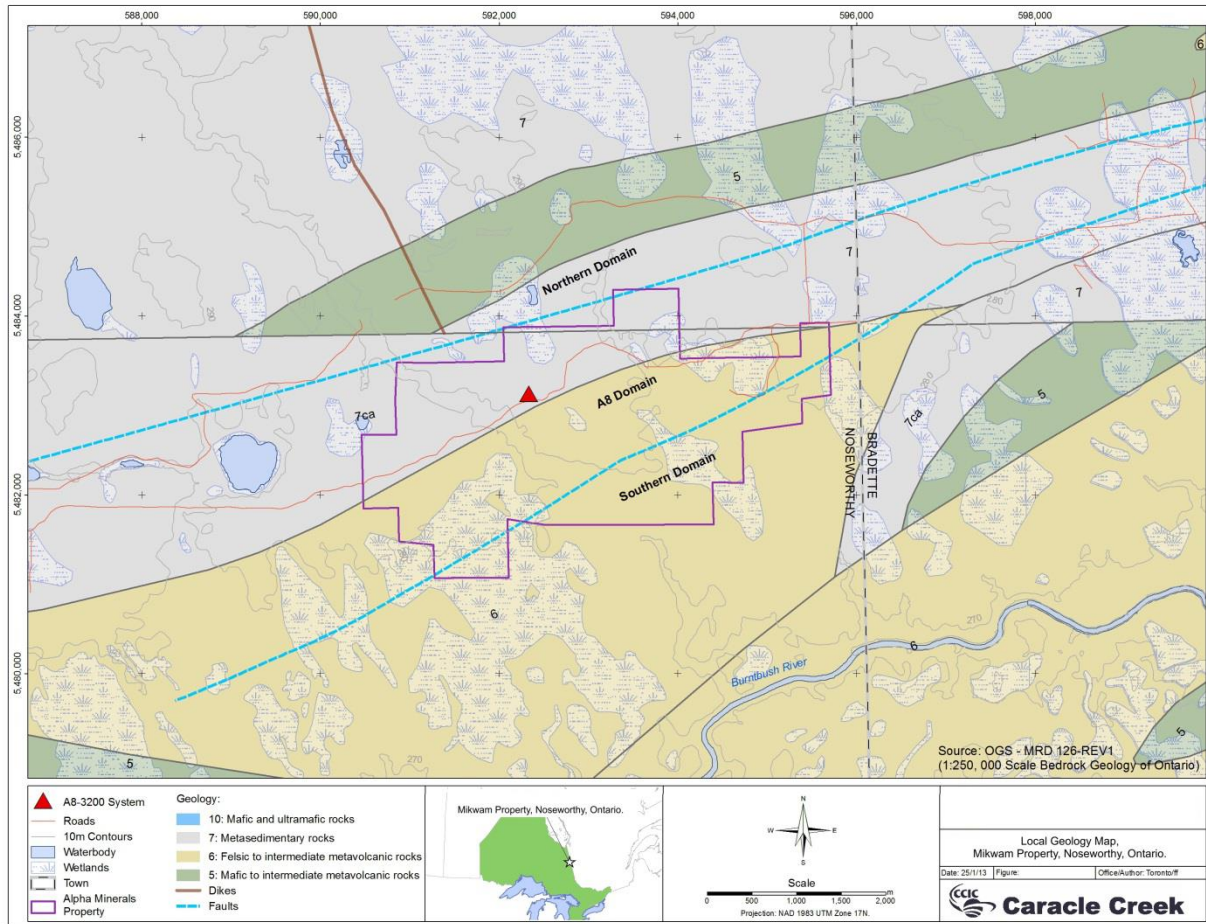 588,000 590,000 592,000 594,000 596,000 598,000
6
7
5,486,000
5
Northern Domain
7
290
5,484,000
280
7
A8 Domain
7ca
5
7ca
BRADETTE
NOSEWORTHY
Southern Domain
5,482,000
6
270
6
5,480,000
Burntbush River
5
270
5
Source: OGS - MRD 126-REV1
(1:250, 000 Scale Bedrock Geology of Ontario)
A8-3200 System
Roads
10m Contours
Waterbody
Wetlands
Town
Alpha Minerals
Property
Geology:
10: Mafic and ultramafic rocks
7: Metasedimentary rocks
6: Felsic to intermediate metavolcanic rocks
5: Mafic to intermediate metavolcanic rocks
Dikes
Faults
Mikwam Property, Noseworthy, Ontario.
N
W E
S
Scale
0 500 1,000 2,000
m
Projection: NAD 1983 UTM Zone 17N.
Local Geology Map,
Mikwam Property, Noseworthy, Ontario.
Date: 25/1/13 Figure: Office/Author: Toronto/ff
CCIC Caracle Creek